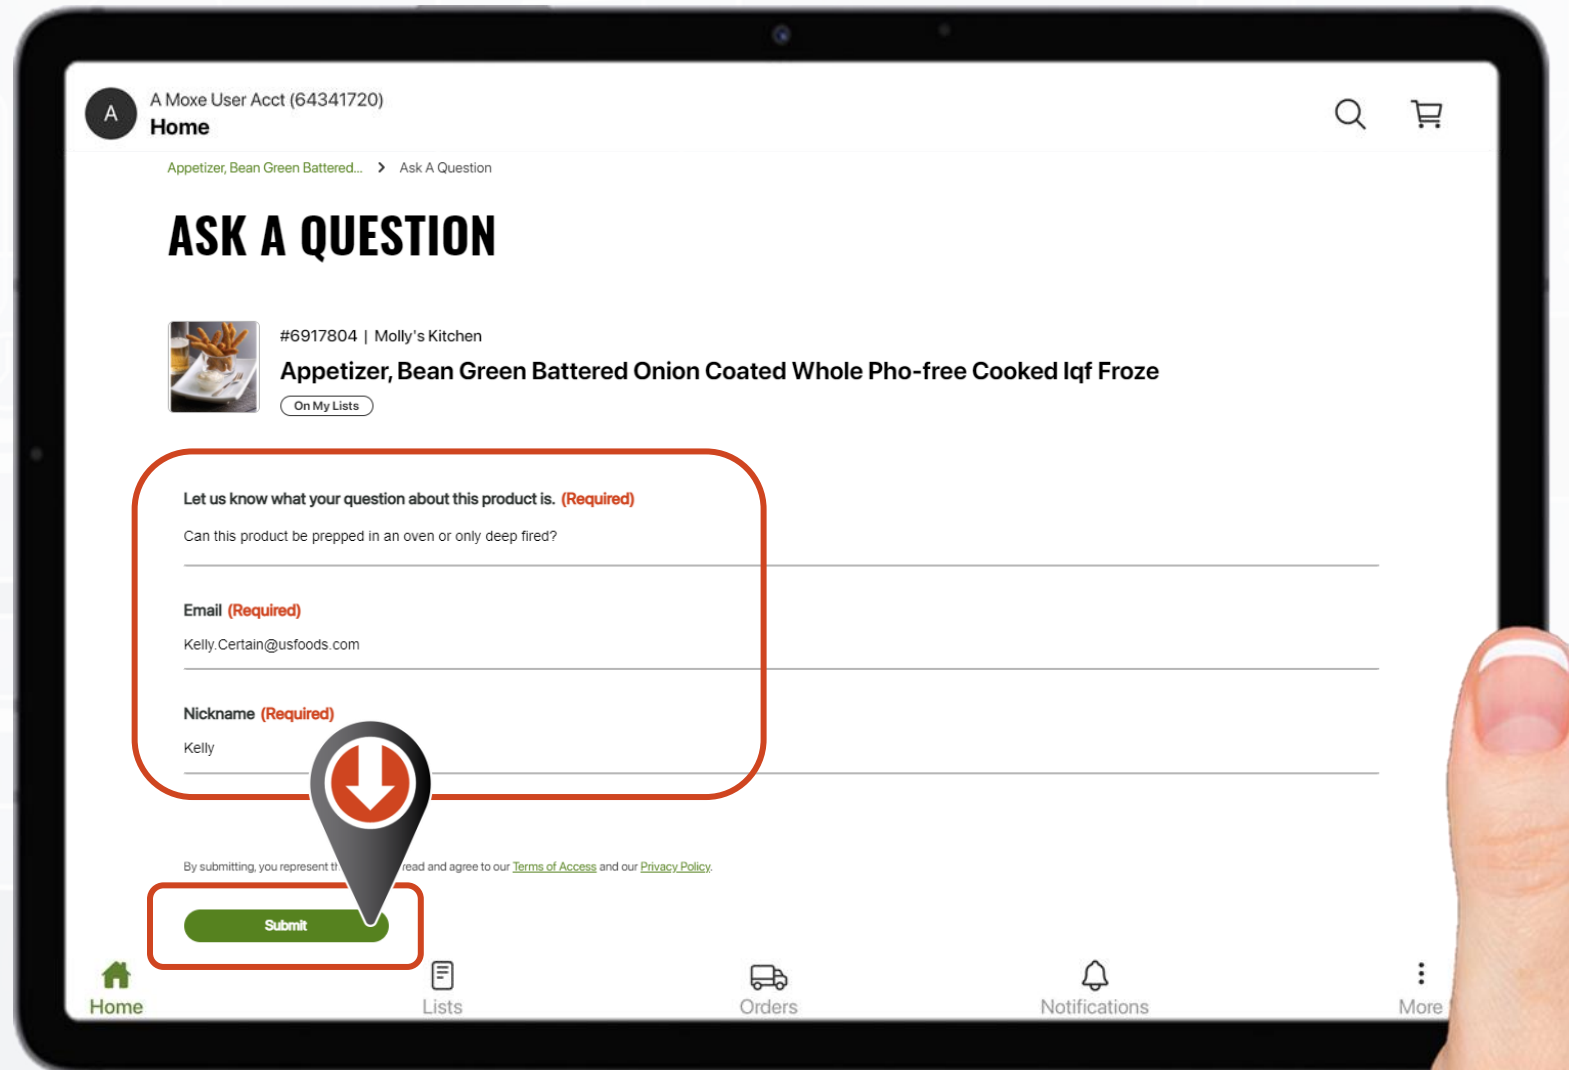 A
A Moxe User Acct (64341720)
Home
Appetizer, Bean Green Battered... > Ask A Question
ASK A QUESTION
#6917804 | Molly's Kitchen
Appetizer, Bean Green Battered Onion Coated Whole Pho-free Cooked Iqf Froze
On My Lists
Let us know what your question about this product is. (Required)
Can this product be prepped in an oven or only deep fired?
Email (Required)
Kelly.Certain@usfoods.com
Nickname (Required)
Kelly
By submitting, you represent read and agree to our Terms of Access and our Privacy Policy.
Submit
Home Lists Orders Notifications More